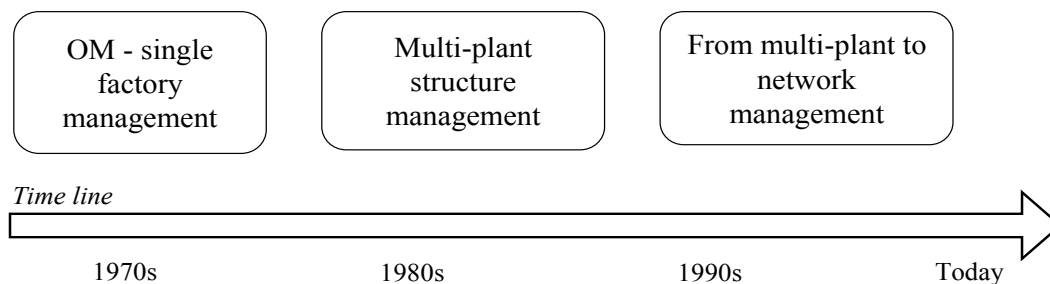 OM - single
factory
management
Multi-plant
structure
management
From multi-plant to
network
management
Time line
1970s
1980s
1990s
Today